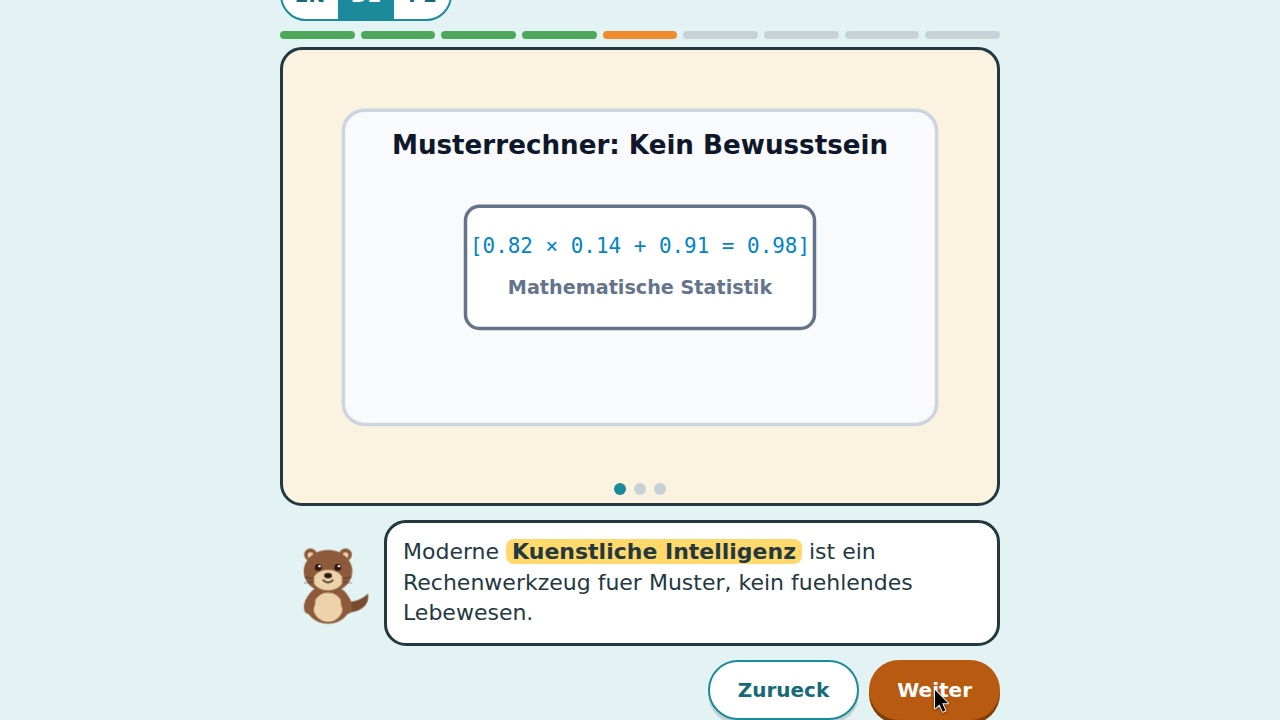 Musterrechner: Kein Bewusstsein
[0.82 × 0.14 + 0.91 = 0.98]
Mathematische Statistik
Moderne Kuenstliche Intelligenz ist ein
Rechenwerkzeug fuer Muster, kein fuehlendes
Lebewesen.
Zurueck
Weiter